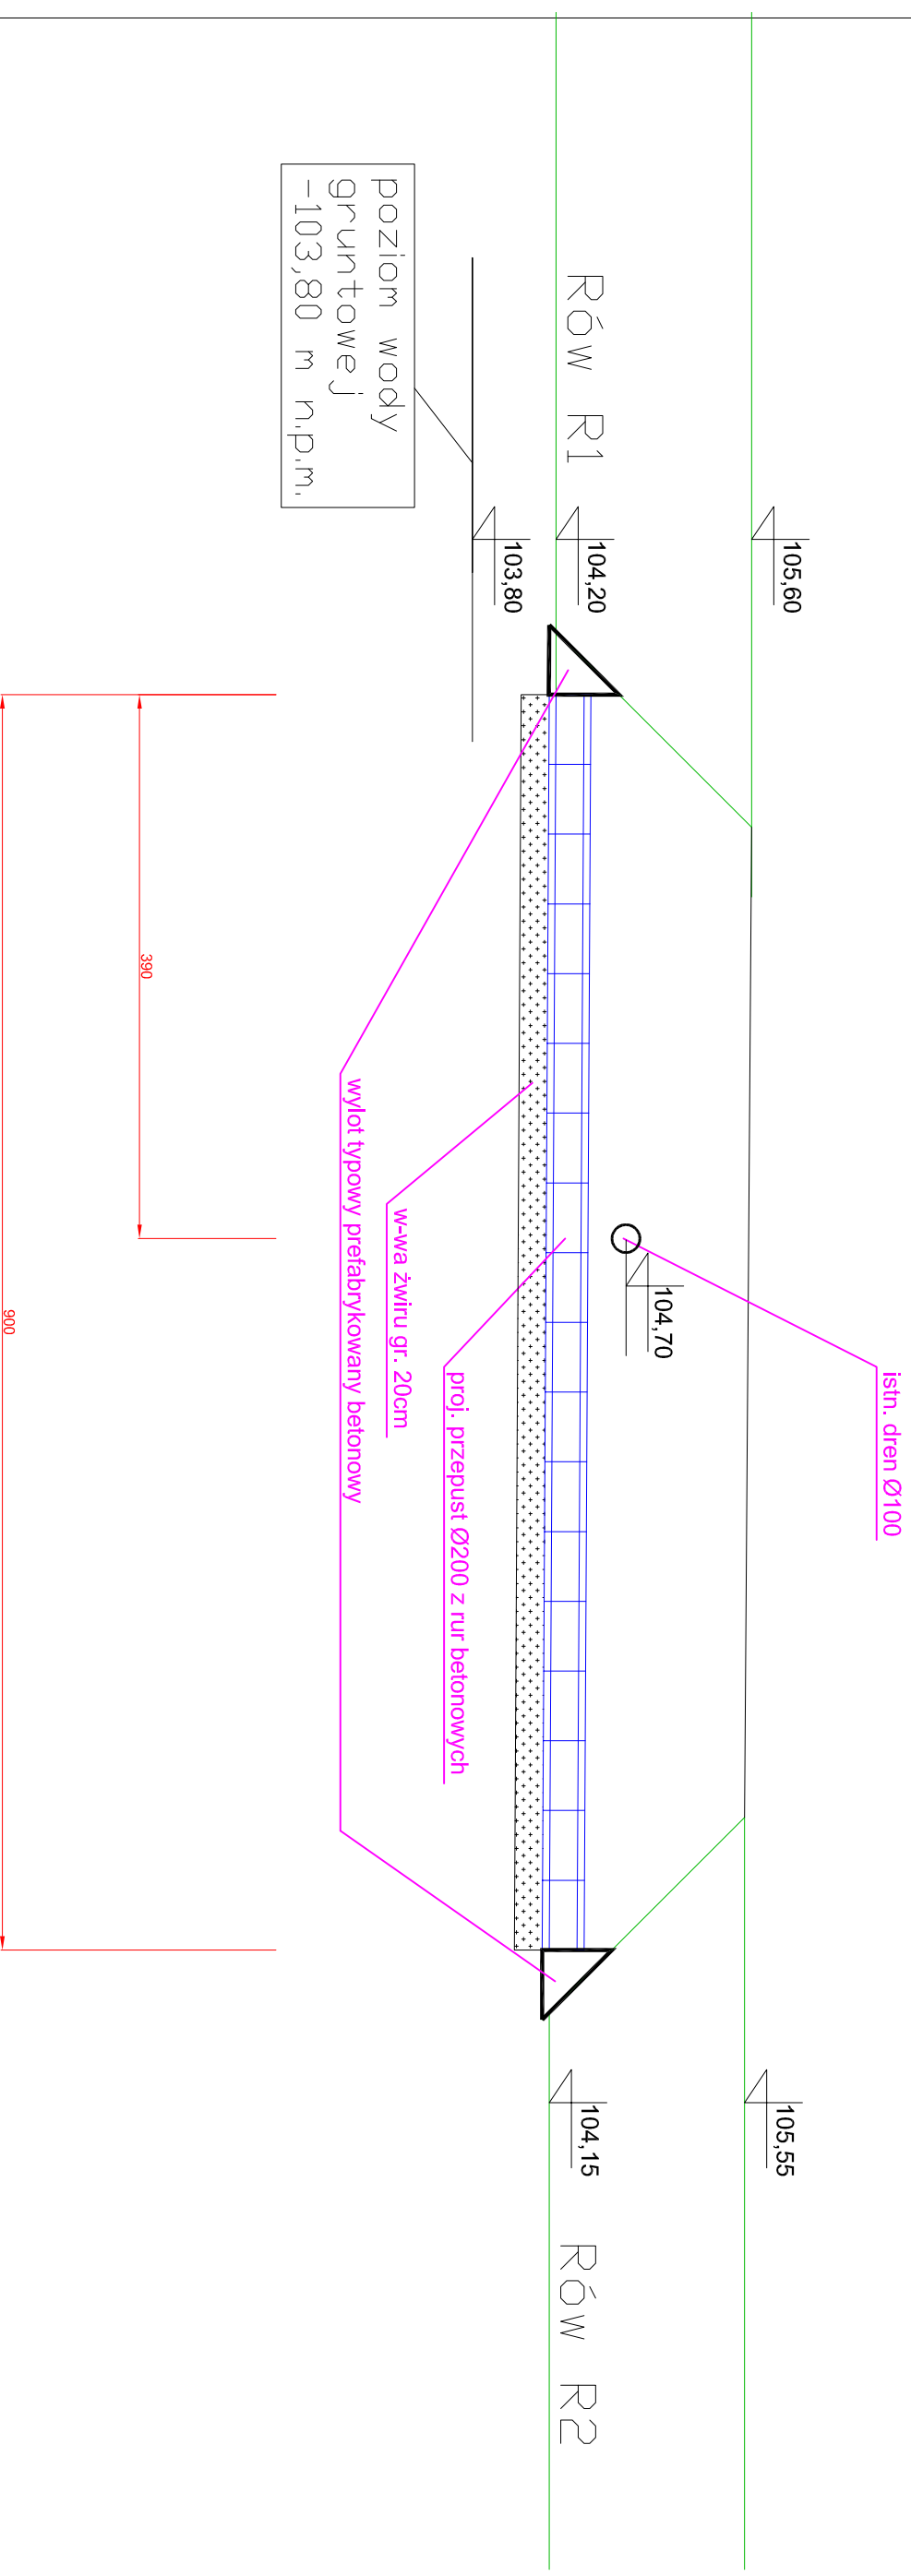 istn. dren Ø100
105,60
105,55
RÓW R1
104,20
104,70
104,15
RÓW R2
103,80
poziom wody
gruntowej
-103,80 m n.p.m.
proj. przepust Ø200 z rur betonowych
w-wa żwiru gr. 20cm
wylot typowy prefabrykowany betonowy
390
900